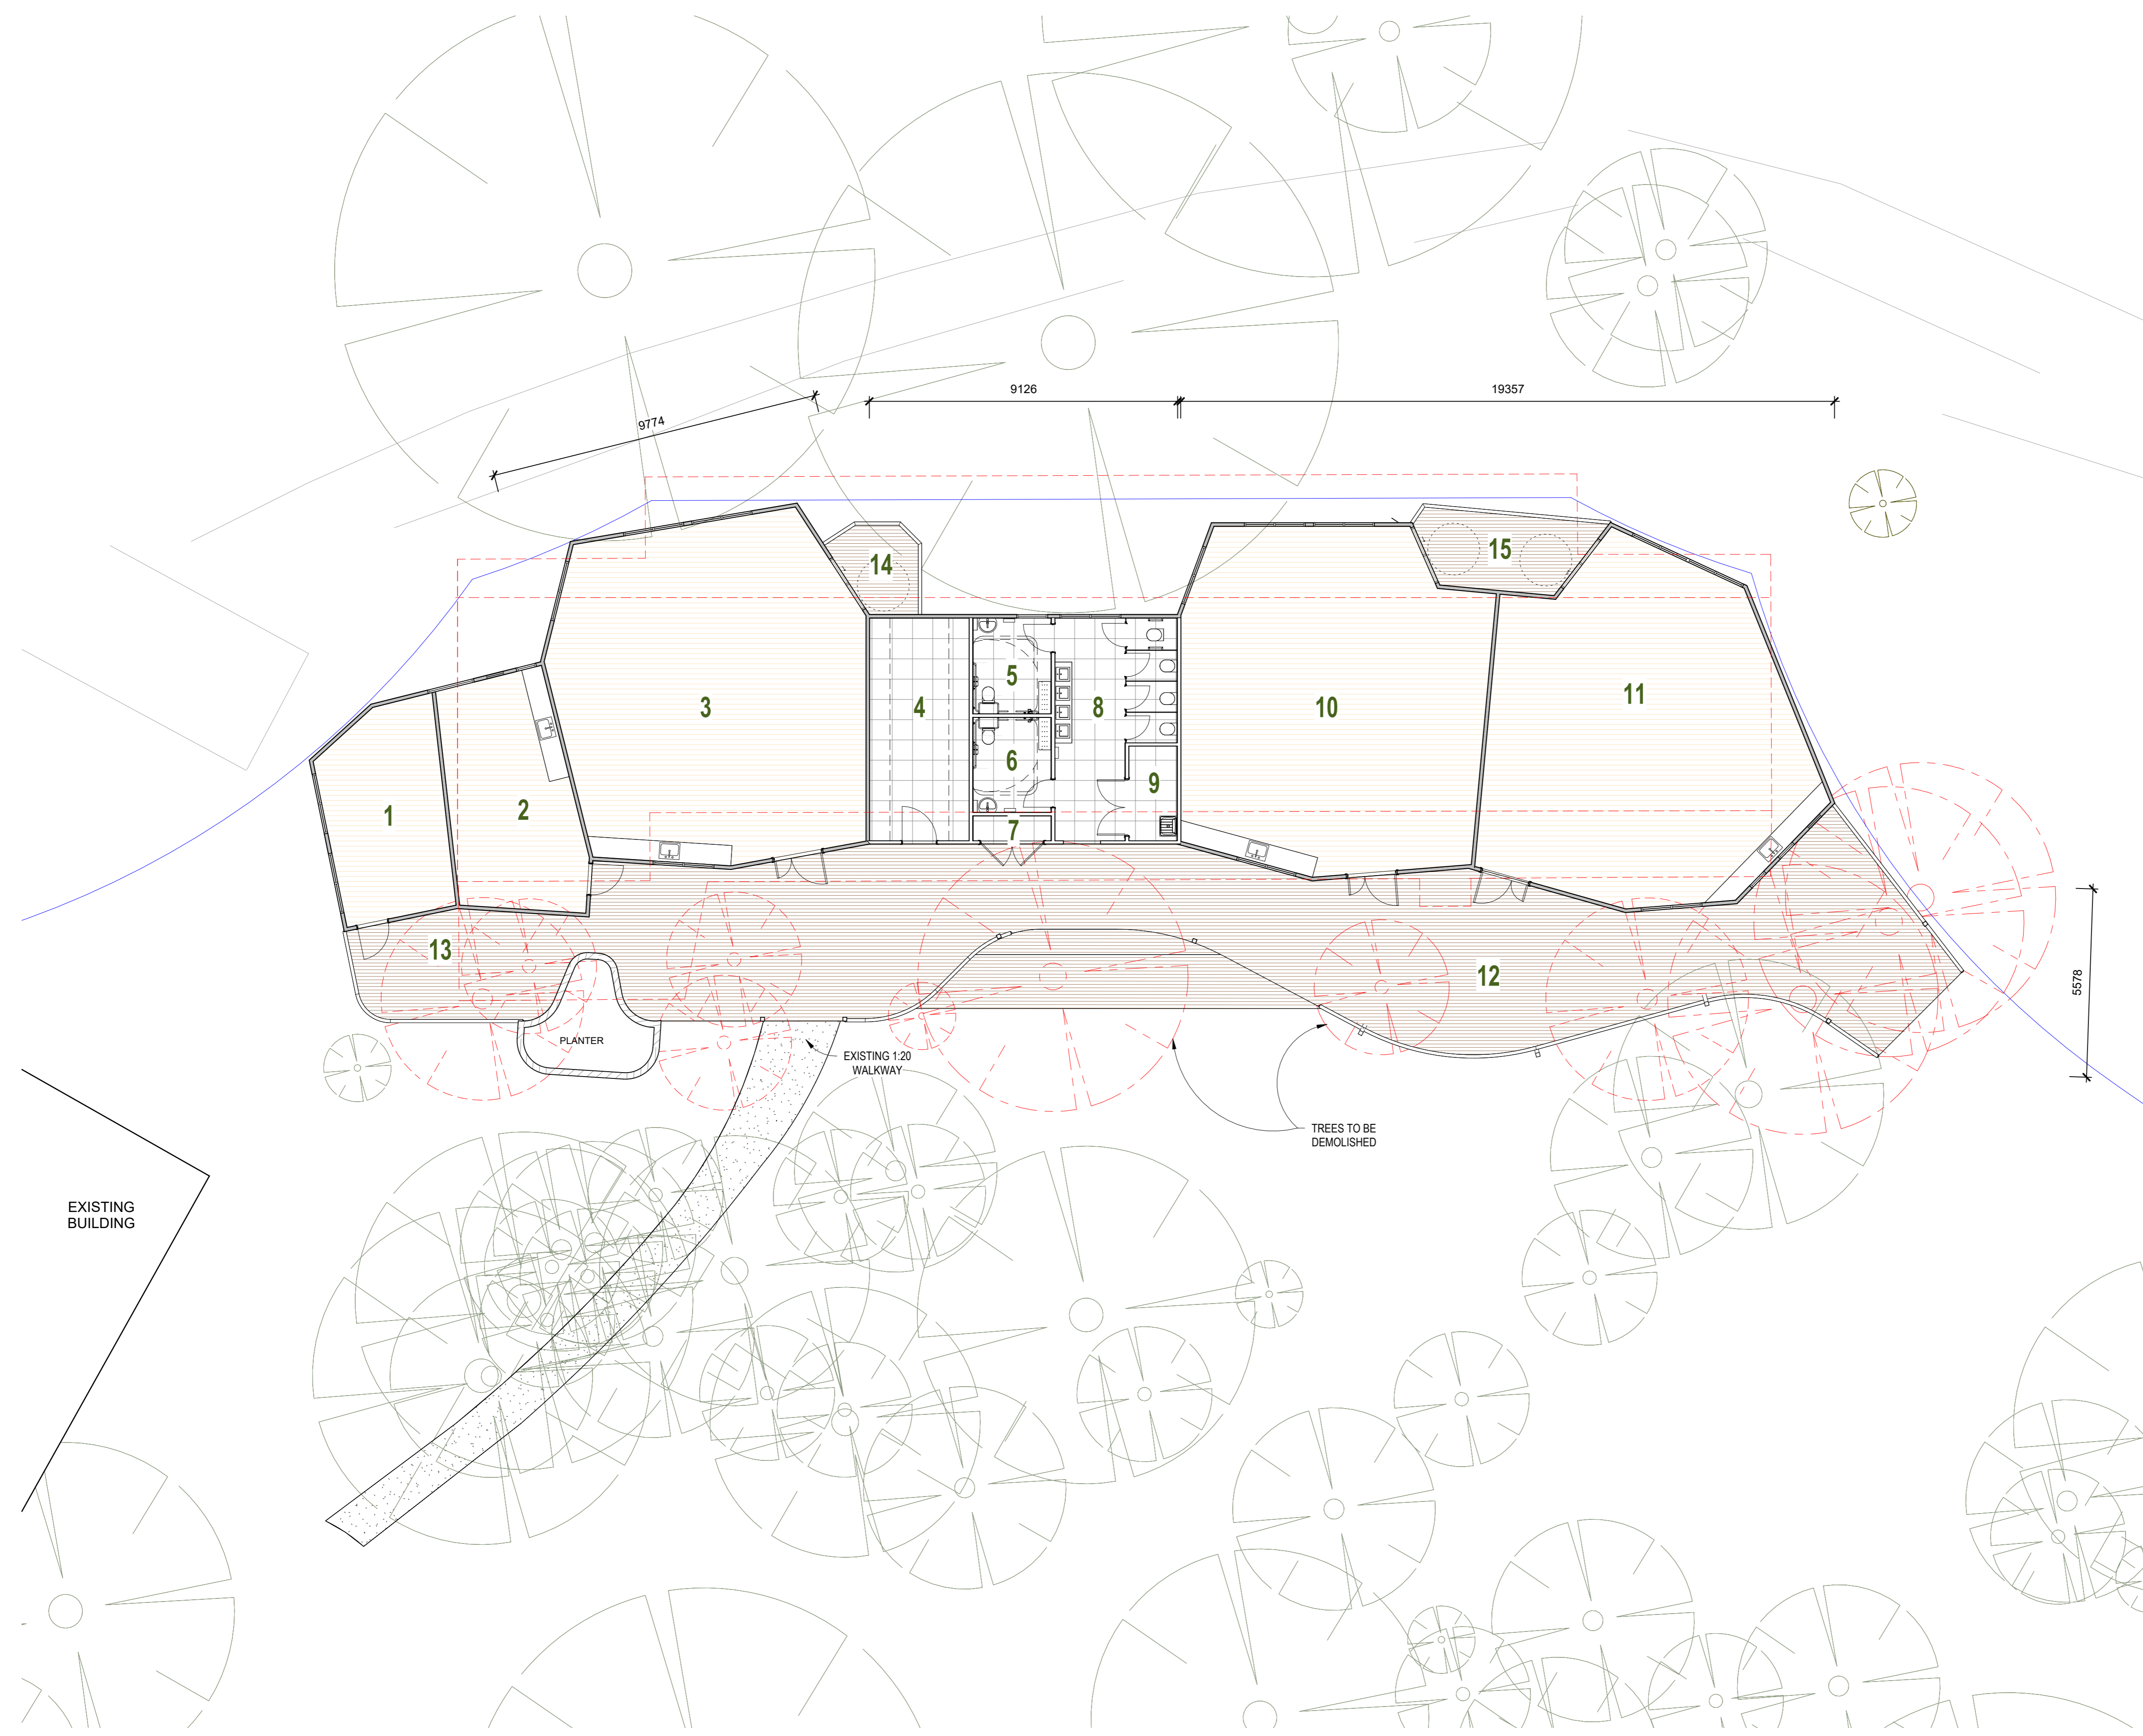 9126
19357
9774
14
15
5
11
3
4
8
10
6
9
1
2
7
13
12
5578
PLANTER
EXISTING 1:20
WALKWAY
TREES TO BE
DEMOLISHED
EXISTING
BUILDING